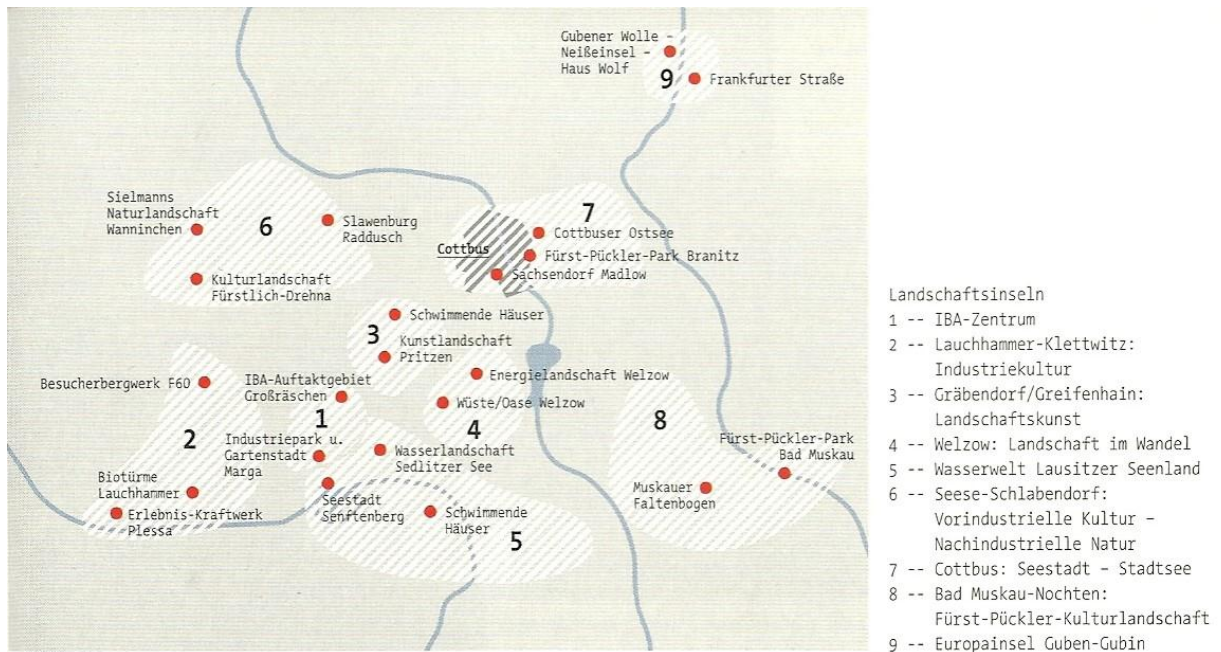 Gubener Wolle –
Neißeinsel –
Haus Wolf
9
Frankfurter Straße
Sielmanns
Naturlandschaft
Wanninchen
6
Slawenburg
Raddusch
Kulturlandschaft
Fürstlich-Drehna
7
Cottbuser Ostsee
Cottbus
Fürst-Pückler-Park Branitz
Sachsendorf Madlow
Schwimmende Häuser
3
Kunstlandschaft
Pritzen
Besucherbergwerk F60
IBA-Auftaktgebiet
Großräschen
Energielandschaft Welzow
Wüste/Oase Welzow
1
2
4
8
Industriepark u.
Gartenstadt
Marga
Wasserlandschaft
Sedlitzer See
Fürst-Pückler-Park
Bad Muskau
Biotürme
Lauchhammer
Erlebnis-Kraftwerk
Plessa
Seestadt
Senftenberg
Schwimmende
Häuser
5
Muskauer
Faltenbogen
Landschaftsinseln
1 -- IBA-Zentrum
2 -- Lauchhammer-Klettwitz:
Industriekultur
3 -- Gräbendorf/Greifenhain:
Landschaftskunst
4 -- Welzow: Landschaft im Wandel
5 -- Wasserwelt Lausitzer Seenland
6 -- Seese-Schlabendorf:
Vorindustrielle Kultur –
Nachindustrielle Natur
7 -- Cottbus: Seestadt – Stadtsee
8 -- Bad Muskau-Nochten:
Fürst-Pückler-Kulturlandschaft
9 -- Europainsel Guben-Gubin